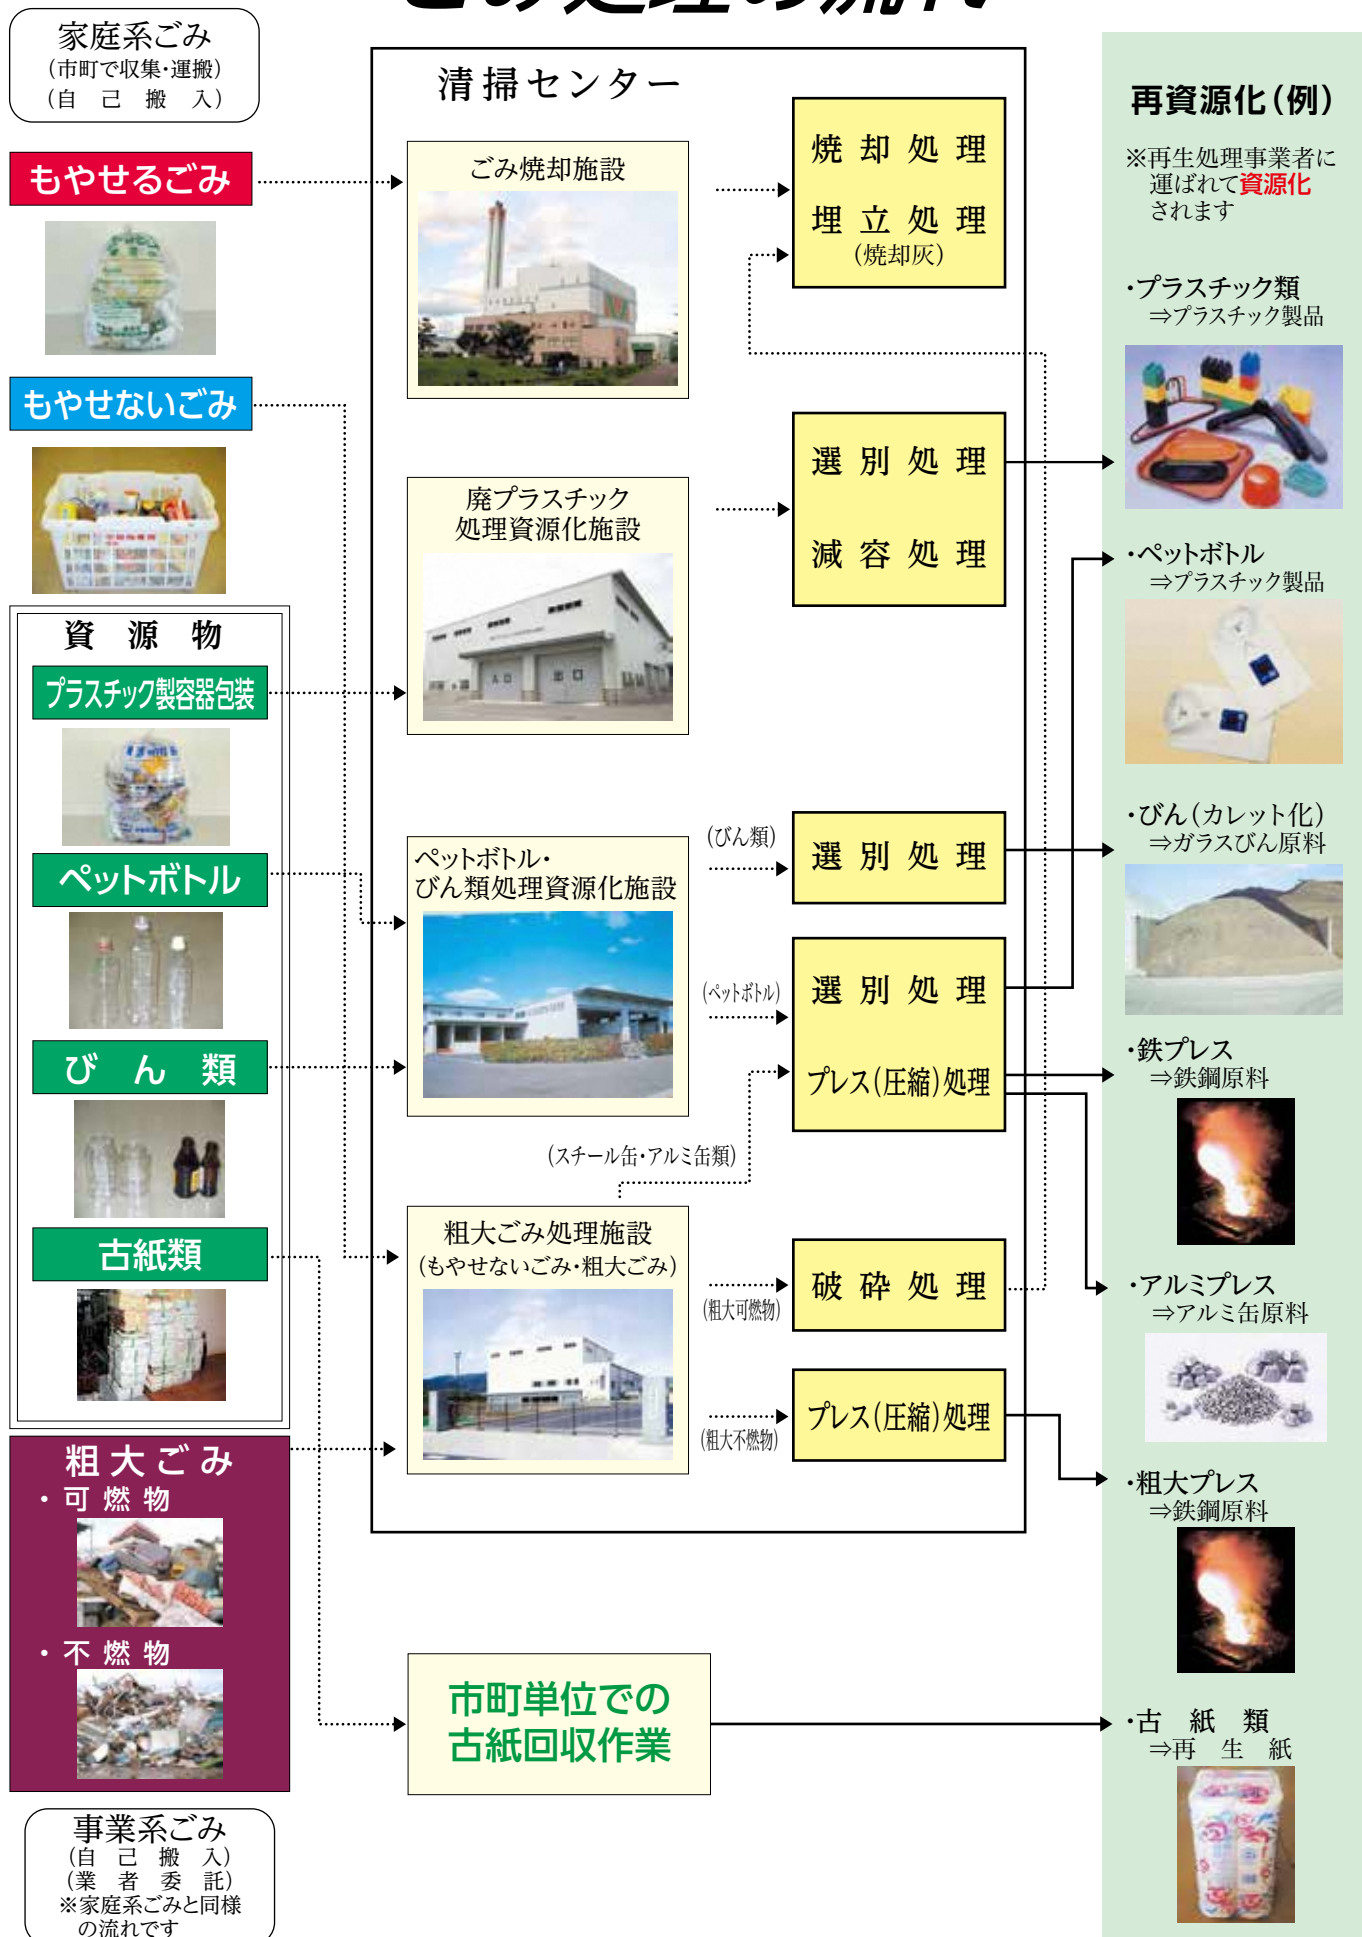 ごみ処理の流れ
家庭系ごみ
(市町で収集・運搬)
(自己搬入)
もやせるごみ
もやせないごみ
資源物
プラスチック製容器包装
ペットボトル
びん類
古紙類
粗大ごみ
・可燃物
・不燃物
事業系ごみ
(自己搬入)
(業者委託)
※家庭系ごみと同様
の流れです
清掃センター
ごみ焼却施設
焼却処理
埋立処理
(焼却灰)
廃プラスチック
処理資源化施設
入口
出口
選別処理
減容処理
ペットボトル・
びん類処理資源化施設
(びん類)
選別処理
(ペットボトル)
選別処理
プレス(圧縮)処理
(スチール缶・アルミ缶類)
粗大ごみ処理施設
(もやせないごみ・粗大ごみ)
(粗大可燃物)
破砕処理
(粗大不燃物)
プレス(圧縮)処理
市町単位での
古紙回収作業
再資源化(例)
※再生処理事業者に
運ばれて資源化
されます
・プラスチック類
⇒プラスチック製品
・ペットボトル
⇒プラスチック製品
・びん(カレット化)
⇒ガラスびん原料
・鉄プレス
⇒鉄鋼原料
・アルミプレス
⇒アルミ缶原料
・粗大プレス
⇒鉄鋼原料
・古紙類
⇒再生紙